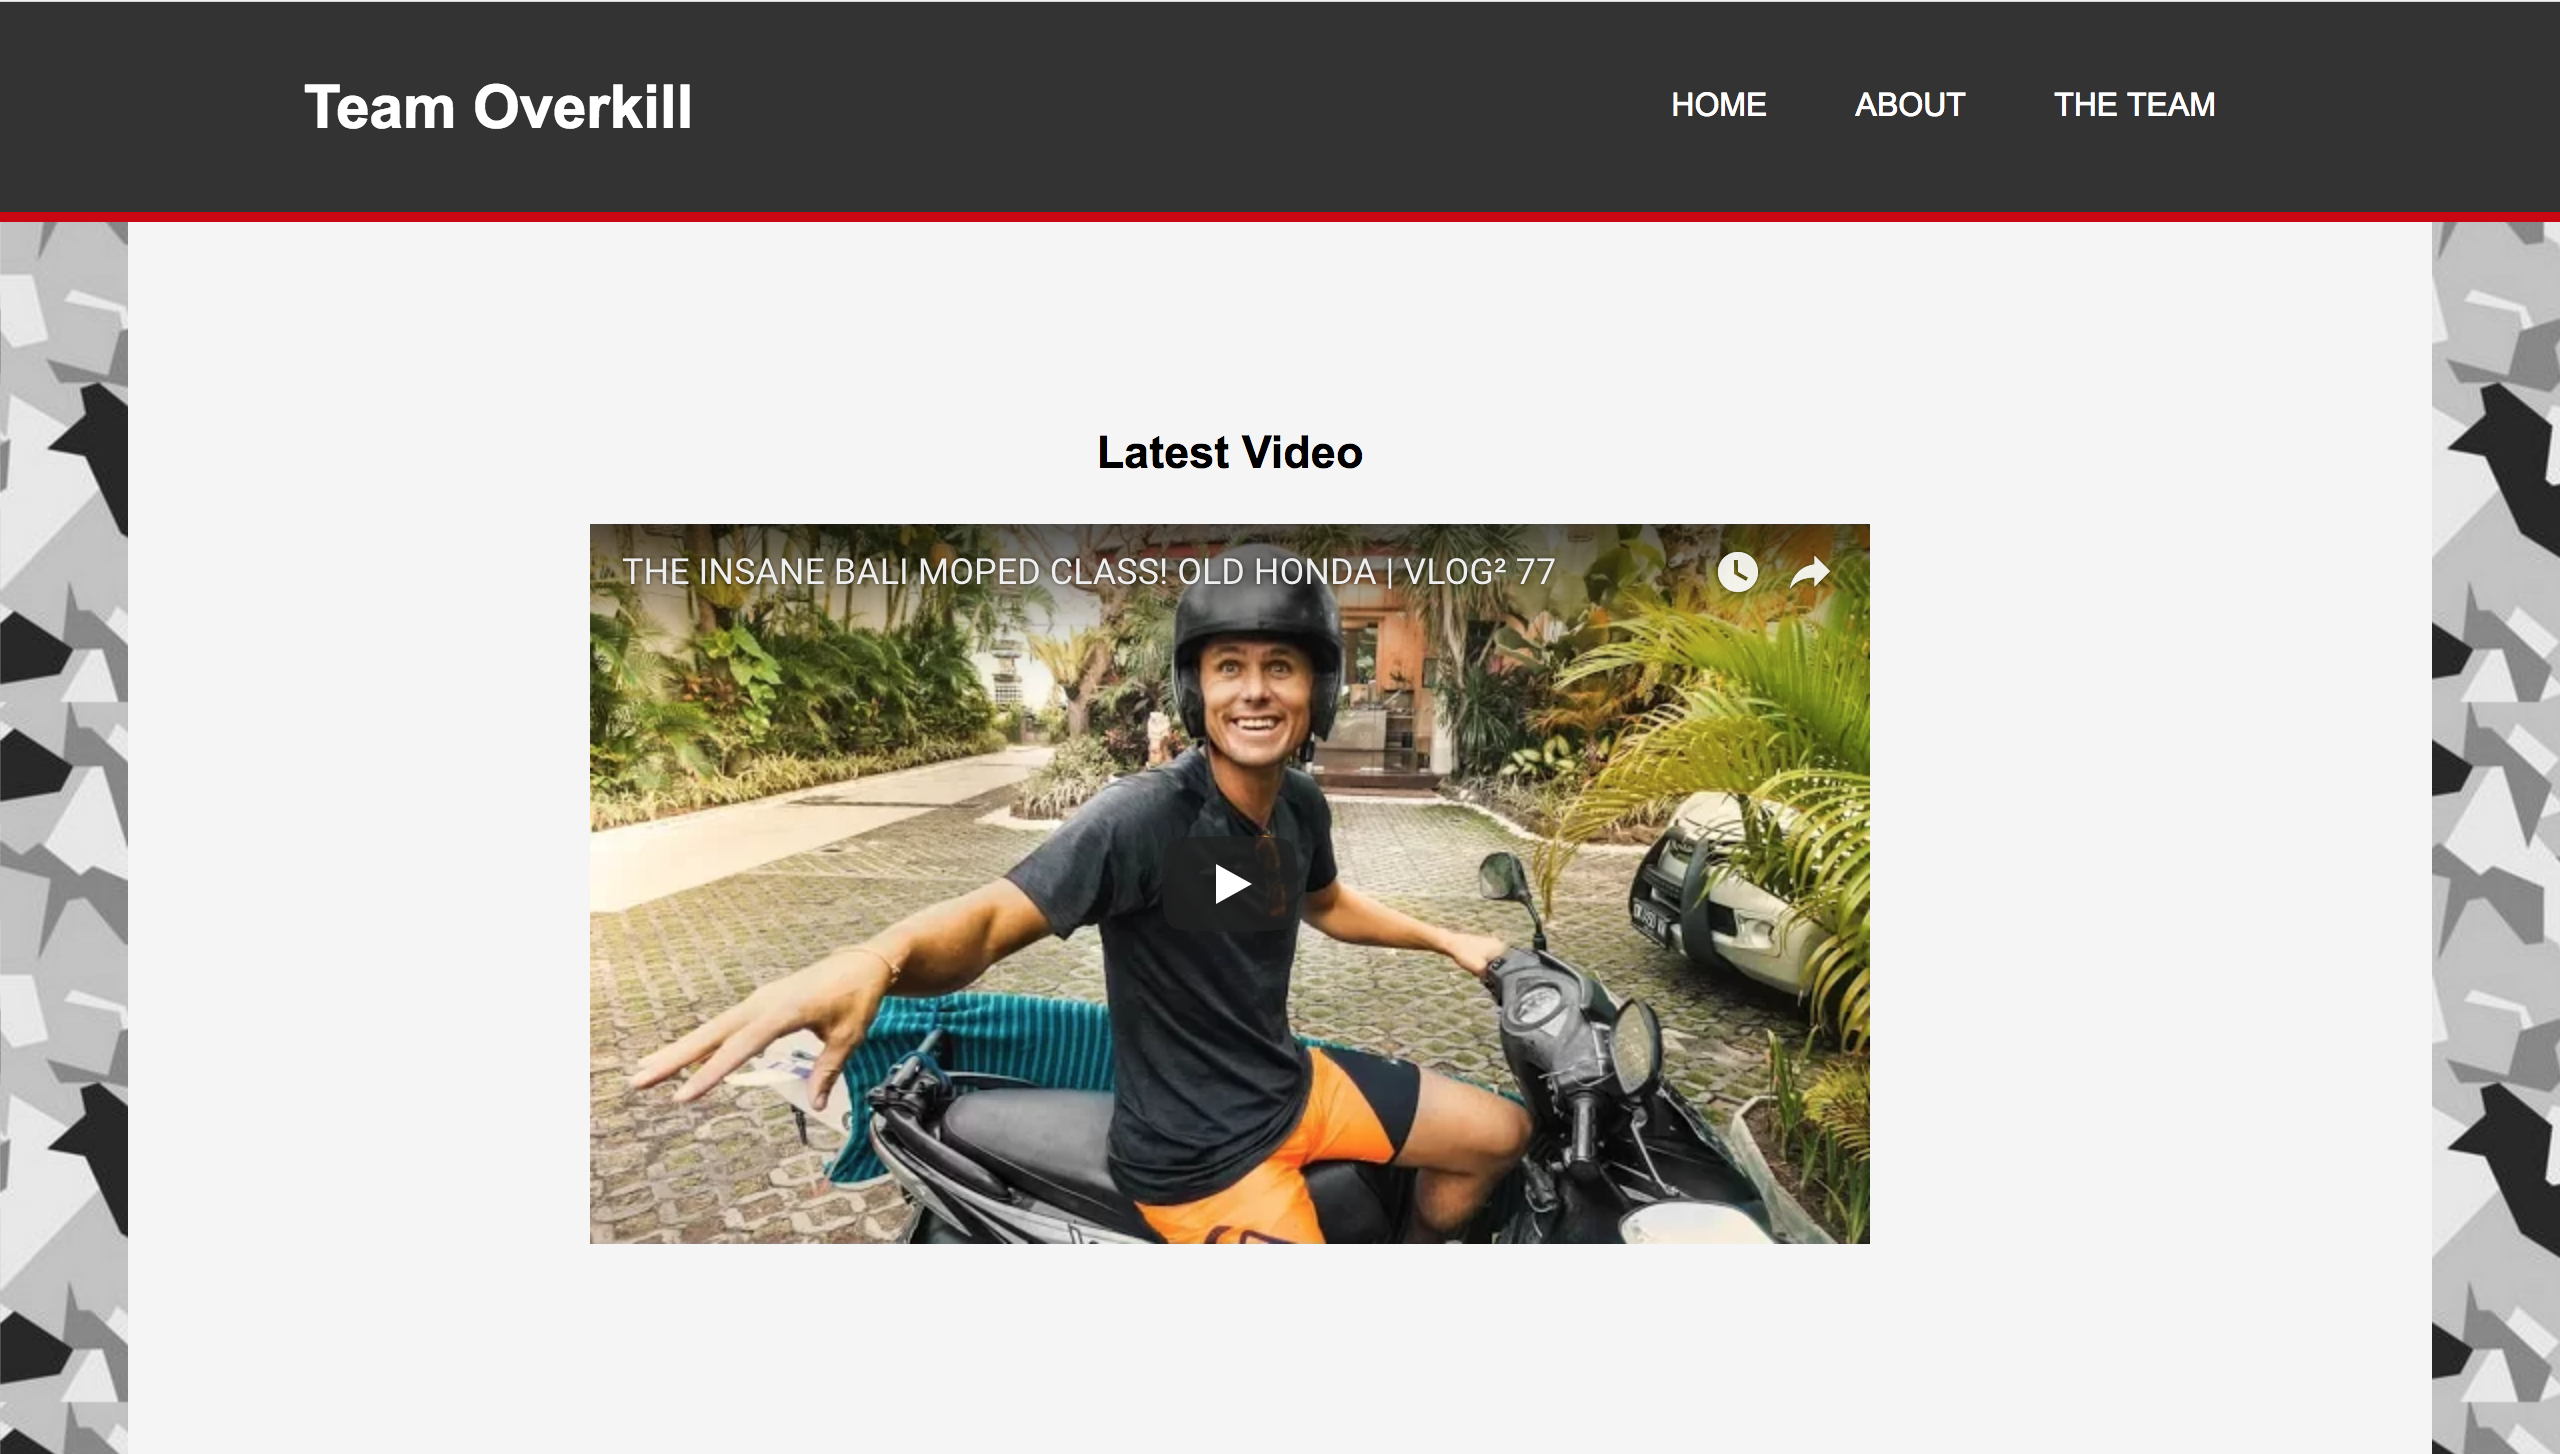 Team Overkill
HOME ABOUT THE TEAM
Latest Video
THE INSANE BALI MOPED CLASS! OLD HONDA | VLOG² 77